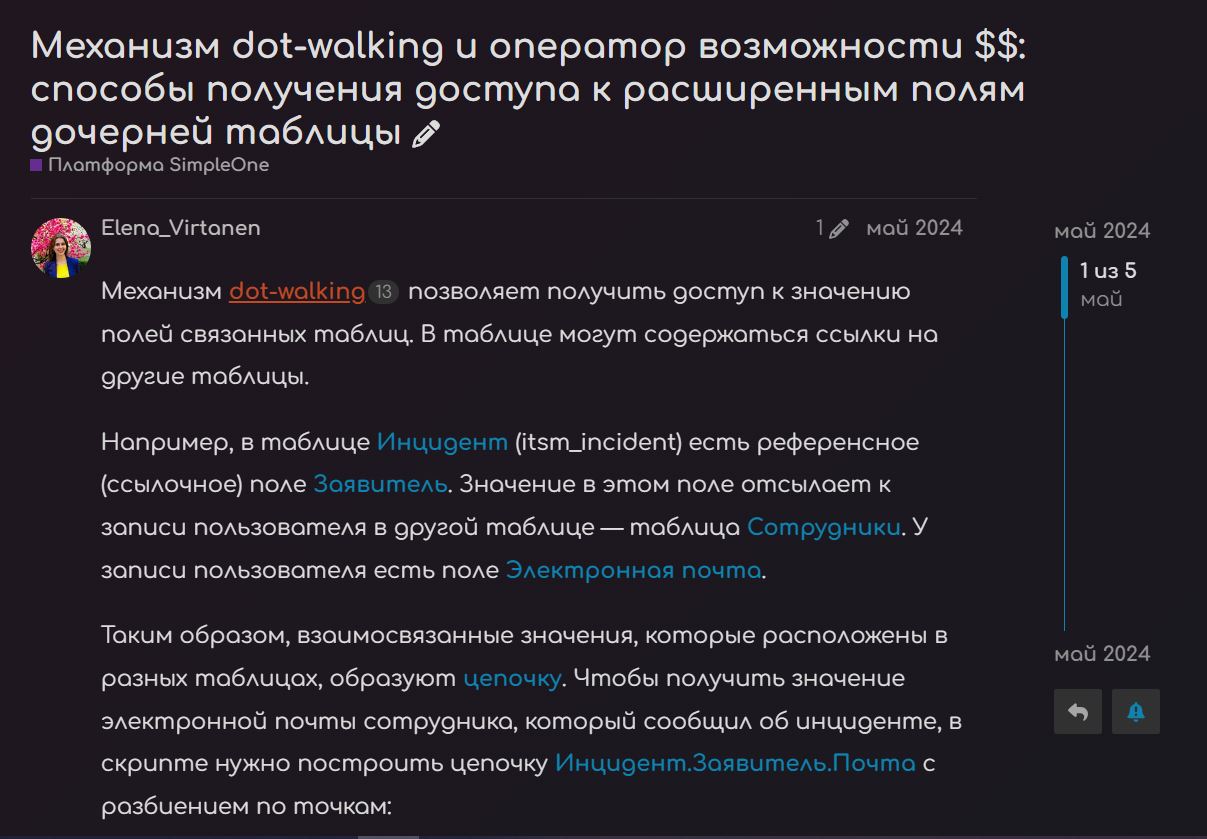 Механизм dot-walking и оператор возможности $$:
способы получения доступа к расширенным полям
дочерней таблицы
Платформа SimpleOne
Elena_Virtanen
1
май 2024
май 2024
1 из 5
май
Механизм dot-walking 13 позволяет получить доступ к значению
полей связанных таблиц. В таблице могут содержаться ссылки на
другие таблицы.
Например, в таблице Инцидент (itsm_incident) есть референсное
(ссылочное) поле Заявитель. Значение в этом поле отсылает к
записи пользователя в другой таблице — таблица Сотрудники. У
записи пользователя есть поле Электронная почта.
Таким образом, взаимосвязанные значения, которые расположены в
разных таблицах, образуют цепочку. Чтобы получить значение
электронной почты сотрудника, который сообщил об инциденте, в
скрипте нужно построить цепочку Инцидент.Заявитель.Почта с
разбиением по точкам:
май 2024